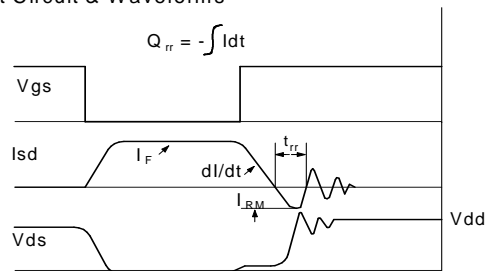 t Circuit & Waveforms
Q rr = - ∫ Idt
Vgs
Isd
I F
dI/dt
t rr
I RM
Vds
Vdd